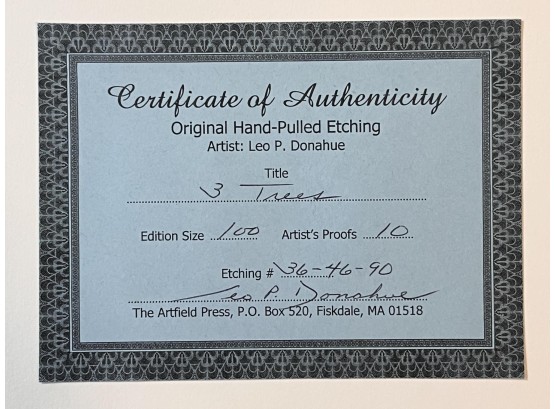 Certificate of Authenticity
Original Hand-Pulled Etching
Artist: Leo P. Donahue
Title
3 Trees
Edition Size 100 Artist's Proofs 10
Etching # 36-46-90
Leo P. Donahue
The Artfield Press, P.O. Box 520, Fiskdale, MA 01518